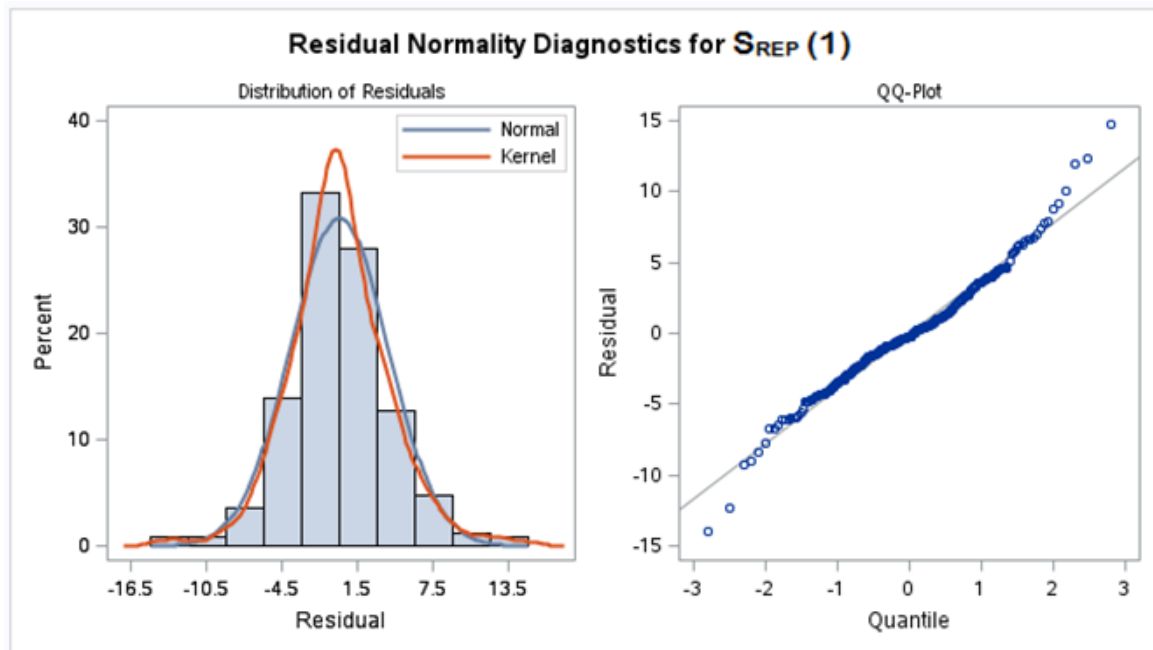 Residual Normality Diagnostics for SREP (1)
Distribution of Residuals
40
30
20
10
0
Percent
Normal
Kernel
-16.5 -10.5 -4.5 1.5 7.5 13.5
Residual
QQ-Plot
15
10
5
0
-5
-10
-15
Residual
-3 -2 -1 0 1 2 3
Quantile